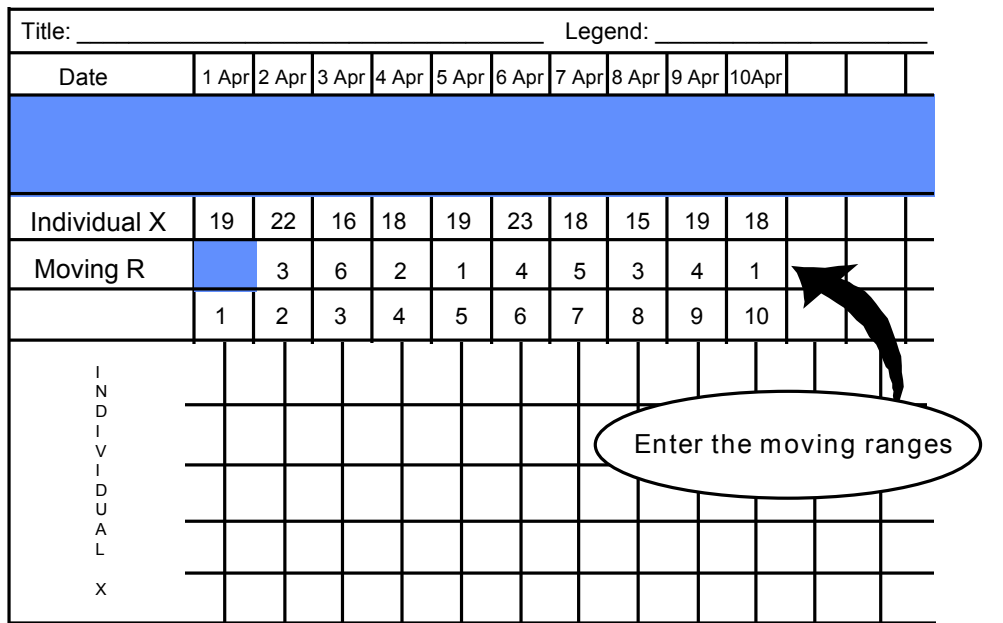 Title: _____________________________________ Legend: ______________________
Date 1 Apr 2 Apr 3 Apr 4 Apr 5 Apr 6 Apr 7 Apr 8 Apr 9 Apr 10Apr
Individual X 19 22 16 18 19 23 18 15 19 18
Moving R 3 6 2 1 4 5 3 4 1
1 2 3 4 5 6 7 8 9 10
Enter the moving ranges
I
N
D
I
V
I
D
U
A
L
X